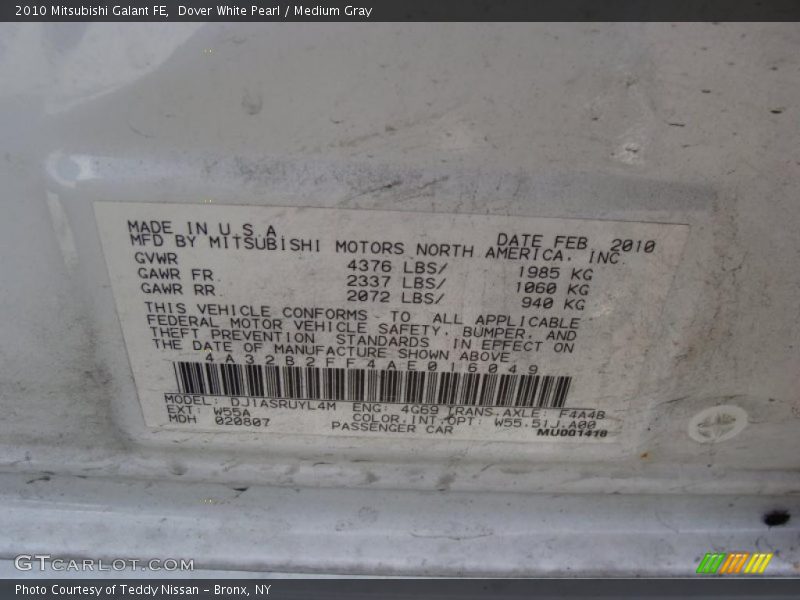 2010 Mitsubishi Galant FE, Dover White Pearl / Medium Gray
MADE IN U.S.A. DATE FEB 2010
MFD BY MITSUBISHI MOTORS NORTH AMERICA, INC.
GVWR 4376 LBS/ 1985 KG
GAWR FR. 2337 LBS/ 1060 KG
GAWR RR. 2072 LBS/ 940 KG
THIS VEHICLE CONFORMS TO ALL APPLICABLE
FEDERAL MOTOR VEHICLE SAFETY, BUMPER, AND
THEFT PREVENTION STANDARDS IN EFFECT ON
THE DATE OF MANUFACTURE SHOWN ABOVE
4A32B2FF4AE016049
MODEL: DJ1ASRUYL4M ENG: 4G69 TRANS.AXLE: F4A4B
EXT: W55A COLOR.INT.OPT: W55.51J.A00
MDH 020807 PASSENGER CAR MU001418
GTCARLOT.COM
Photo Courtesy of Teddy Nissan - Bronx, NY